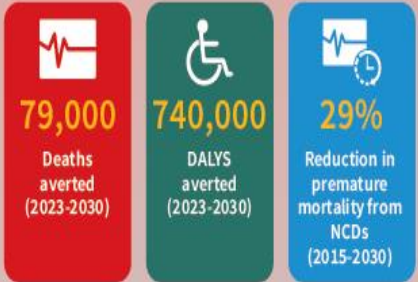 79,000
Deaths
averted
(2023-2030)
740,000
DALYS
averted
(2023-2030)
29%
Reduction in
premature
mortality from
NCDs
(2015-2030)